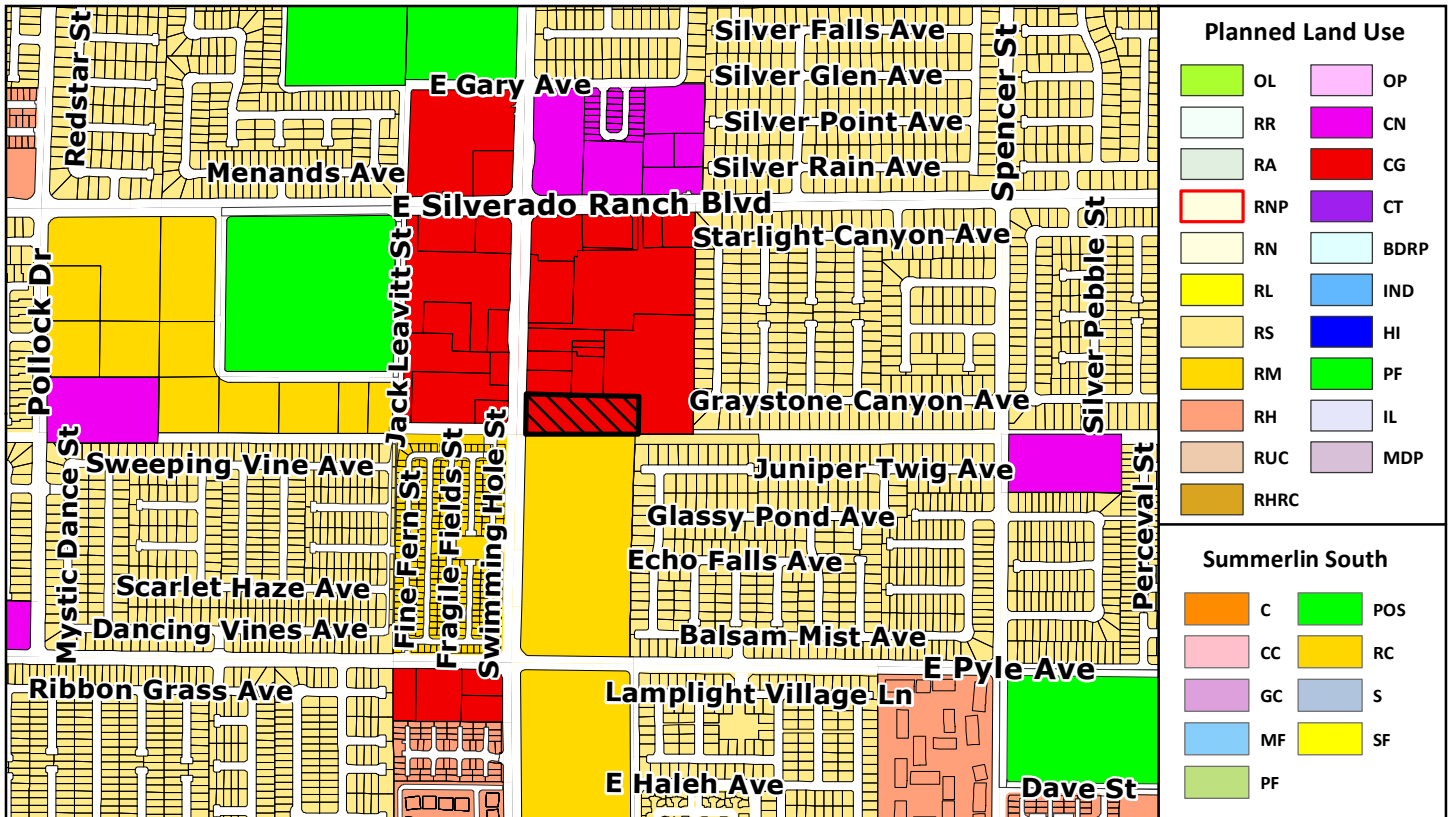 Redstar St
Silver Falls Ave
Spencer St
E Gary Ave
Silver Glen Ave
Silver Point Ave
Menands Ave
Silver Rain Ave
E Silverado Ranch Blvd
Starlight Canyon Ave
Silver Pebble St
Pollock Dr
Jack Leavitt St
Graystone Canyon Ave
Sweeping Vine Ave
Juniper Twig Ave
Mystic Dance St
Fine Fern St
Fragile Fields St
Swimming Hole St
Glassy Pond Ave
Echo Falls Ave
Perceval St
Scarlet Haze Ave
Dancing Vines Ave
Balsam Mist Ave
E Pyle Ave
Ribbon Grass Ave
Lamplight Village Ln
E Haleh Ave
Dave St
Planned Land Use
OL OP
RR CN
RA CG
RNP CT
RN BDRP
RL IND
RS HI
RM PF
RH IL
RUC MDP
RHRC
Summerlin South
C POS
CC RC
GC S
MF SF
PF